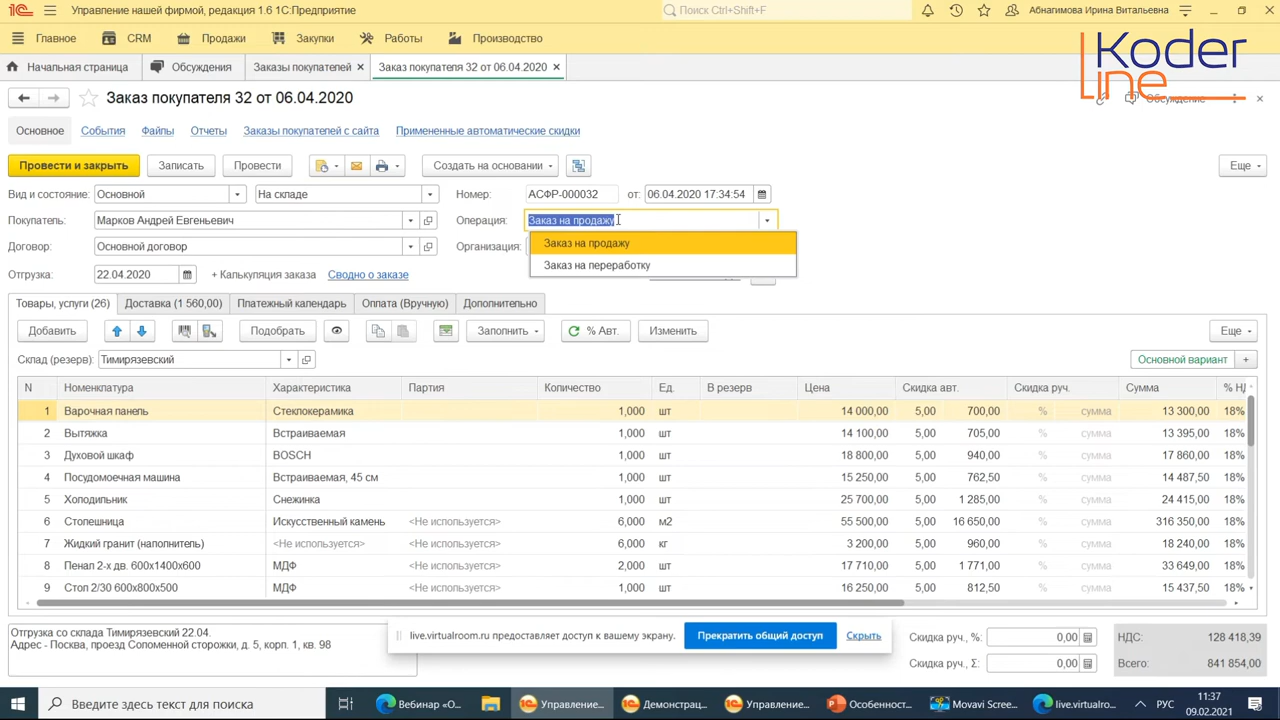 Управление нашей фирмой, редакция 1.6 1С:Предприятие
Поиск Ctrl+Shift+F
Абнагимова Ирина Витальевна
Главное CRM Продажи Закупки Работы Производство
Koder
line
Начальная страница Обсуждения Заказы покупателей × Заказ покупателя 32 от 06.04.2020 ×
Заказ покупателя 32 от 06.04.2020
Обсуждение
Основное События Файлы Отчеты Заказы покупателей с сайта Примененные автоматические скидки
Провести и закрыть Записать Провести Создать на основании Еще
Вид и состояние: Основной На складе Номер: АСФР-000032 от: 06.04.2020 17:34:54
Покупатель: Марков Андрей Евгеньевич Операция: Заказ на продажу
Договор: Основной договор Организация:
Заказ на продажу
Заказ на переработку
Отгрузка: 22.04.2020 + Калькуляция заказа Сводно о заказе
Товары, услуги (26) Доставка (1 560,00) Платежный календарь Оплата (Вручную) Дополнительно
Добавить Подобрать Заполнить % Авт. Изменить Еще
Склад (резерв): Тимирязевский Основной вариант +
N Номенклатура Характеристика Партия Количество Ед. В резерв Цена Скидка авт. Скидка руч. Сумма % НД
1 Варочная панель Стеклокерамика 1,000 шт 14 000,00 5,00 700,00 % сумма 13 300,00 18%
2 Вытяжка Встраиваемая 1,000 шт 14 100,00 5,00 705,00 % сумма 13 395,00 18%
3 Духовой шкаф BOSCH 1,000 шт 18 800,00 5,00 940,00 % сумма 17 860,00 18%
4 Посудомоечная машина Встраиваемая, 45 см 1,000 шт 15 250,00 5,00 762,50 % сумма 14 487,50 18%
5 Холодильник Снежинка 1,000 шт 25 700,00 5,00 1 285,00 % сумма 24 415,00 18%
6 Столешница Искусственный камень <Не используется> 6,000 м2 55 500,00 5,00 16 650,00 % сумма 316 350,00 18%
7 Жидкий гранит (наполнитель) <Не используется> <Не используется> 6,000 кг 3 200,00 5,00 960,00 % сумма 18 240,00 18%
8 Пенал 2-х дв. 600х1400х600 МДФ <Не используется> 2,000 шт 17 710,00 5,00 1 771,00 % сумма 33 649,00 18%
9 Стол 2/30 600х800х500 МДФ <Не используется> 1,000 шт 16 250,00 5,00 812,50 % сумма 15 437,50 18%
Отгрузка со склада Тимирязевский 22.04.
Адрес - Посква, проезд Соломенной сторожки, д. 5, корп. 1, кв. 98
live.virtualroom.ru предоставляет доступ к вашему экрану. Прекратить общий доступ Скрыть
Скидка руч., %: 0,00 НДС: 128 418,39
Скидка руч., Σ: 0,00 Всего: 841 854,00
Введите здесь текст для поиска Вебинар «О... Управление... Демонстрац... Управление... Особенност... Movavi Scree... live.virtualro... РУС 11:37
09.02.2021